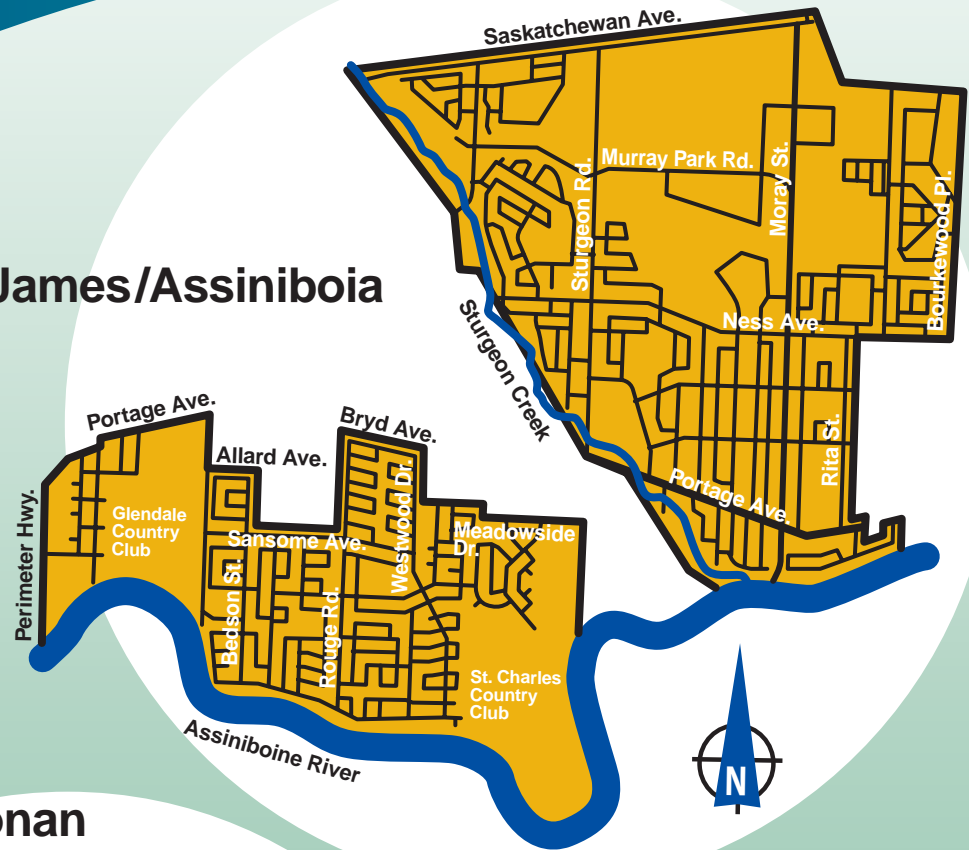 Saskatchewan Ave.
Murray Park Rd.
Moray St.
Sturgeon Rd.
Bourkewood Pl.
James/Assiniboia
Ness Ave.
Sturgeon Creek
Portage Ave.
Bryd Ave.
Allard Ave.
Rita St.
Portage Ave.
Westwood Dr.
Perimeter Hwy.
Glendale
Country
Club
Sansome Ave.
Meadowside
Dr.
Bedson St.
Rouge Rd.
St. Charles
Country
Club
Assiniboine River
N
onan